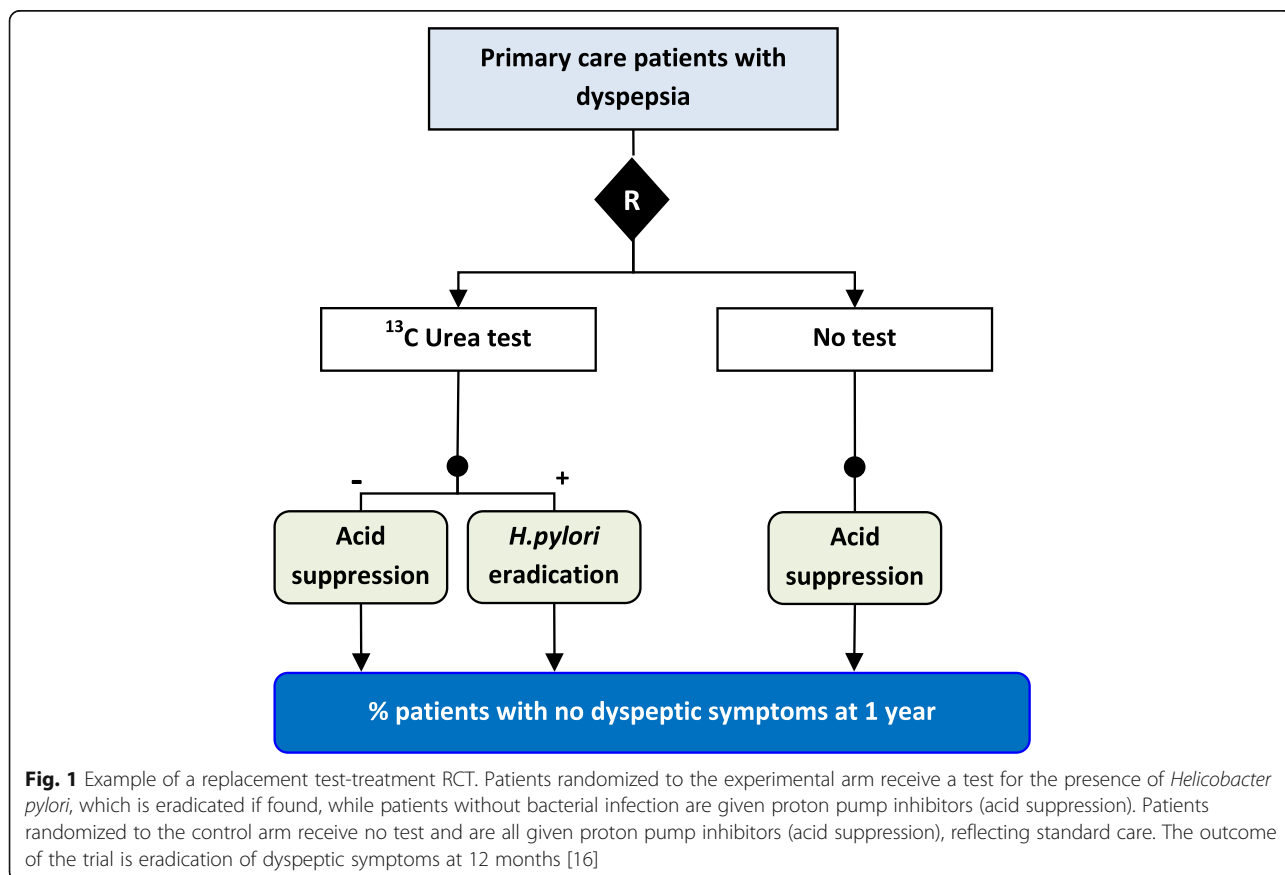 Primary care patients with
dyspepsia
R
¹³C Urea test
No test
-
+
Acid
suppression
H.pylori
eradication
Acid
suppression
% patients with no dyspeptic symptoms at 1 year
Fig. 1 Example of a replacement test-treatment RCT. Patients randomized to the experimental arm receive a test for the presence of Helicobacter
pylori, which is eradicated if found, while patients without bacterial infection are given proton pump inhibitors (acid suppression). Patients
randomized to the control arm receive no test and are all given proton pump inhibitors (acid suppression), reflecting standard care. The outcome
of the trial is eradication of dyspeptic symptoms at 12 months [16]